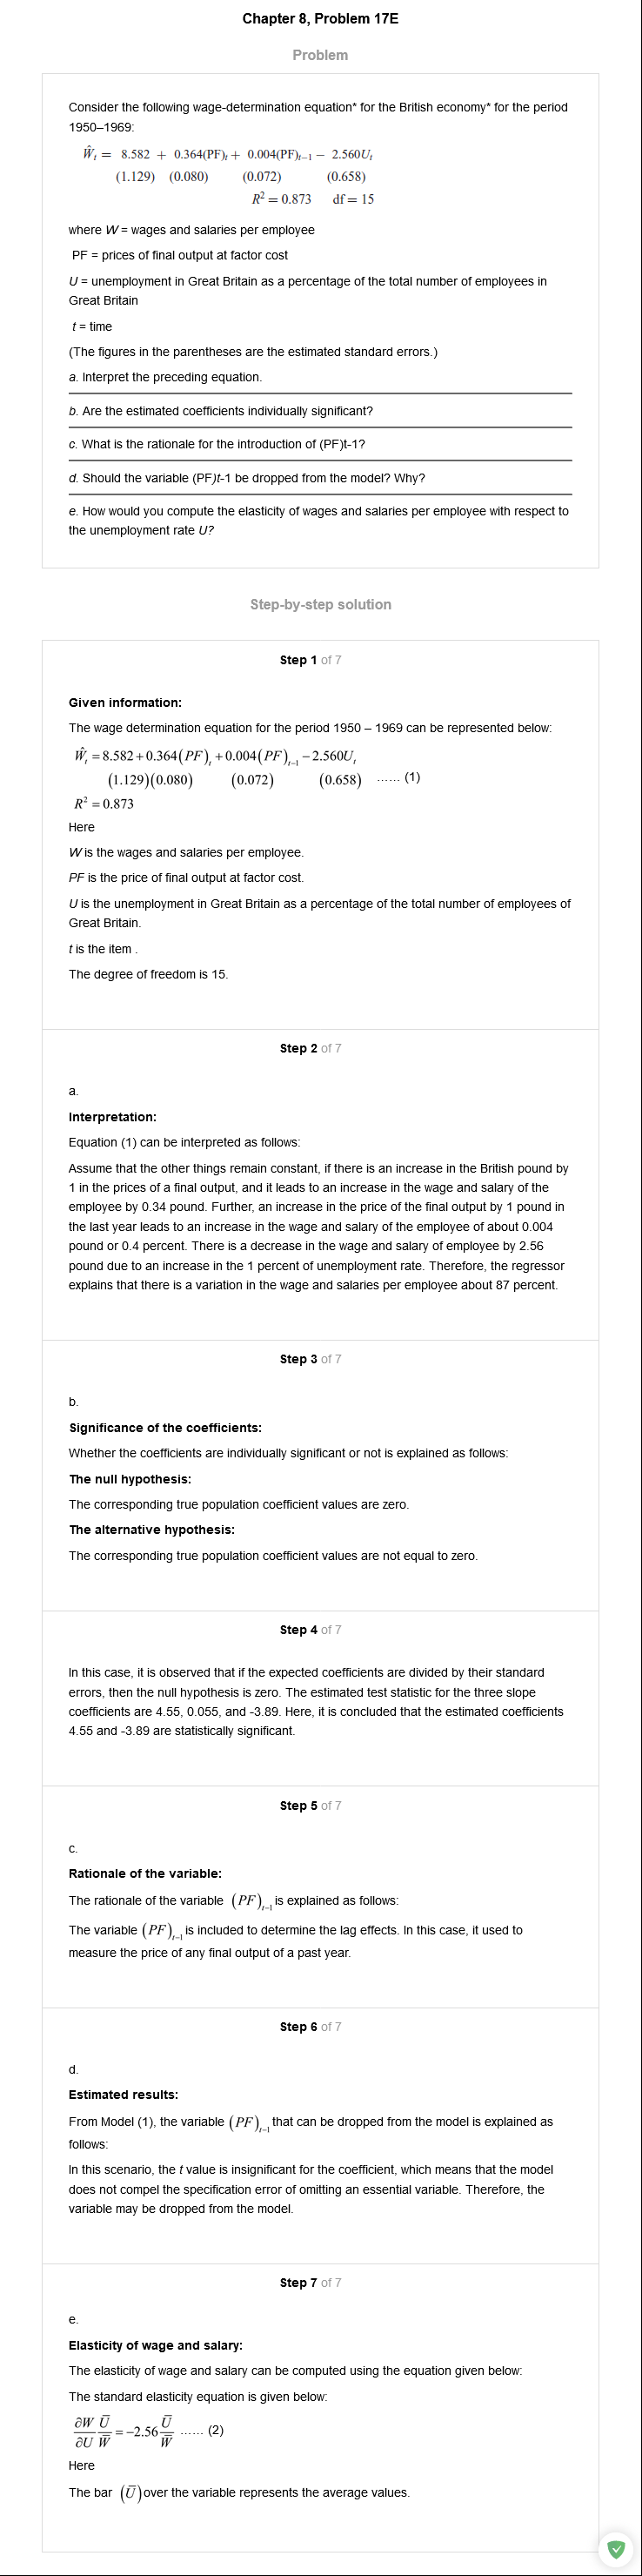 Chapter 8, Problem 17E
Problem
Consider the following wage-determination equation* for the British economy* for the period
1950–1969:
Ŵₜ = 8.582 + 0.364(PF)ₜ + 0.004(PF)ₜ₋₁ − 2.560Uₜ
(1.129) (0.080) (0.072) (0.658)
R² = 0.873 df = 15
where W = wages and salaries per employee
PF = prices of final output at factor cost
U = unemployment in Great Britain as a percentage of the total number of employees in
Great Britain
t = time
(The figures in the parentheses are the estimated standard errors.)
a. Interpret the preceding equation.
b. Are the estimated coefficients individually significant?
c. What is the rationale for the introduction of (PF)t-1?
d. Should the variable (PF)t-1 be dropped from the model? Why?
e. How would you compute the elasticity of wages and salaries per employee with respect to
the unemployment rate U?
Step-by-step solution
Step 1 of 7
Given information:
The wage determination equation for the period 1950 – 1969 can be represented below:
Ŵₜ = 8.582 + 0.364(PF)ₜ + 0.004(PF)ₜ₋₁ − 2.560Uₜ
(1.129)(0.080) (0.072) (0.658) ...... (1)
R² = 0.873
Here
W is the wages and salaries per employee.
PF is the price of final output at factor cost.
U is the unemployment in Great Britain as a percentage of the total number of employees of
Great Britain.
t is the item .
The degree of freedom is 15.
Step 2 of 7
a.
Interpretation:
Equation (1) can be interpreted as follows:
Assume that the other things remain constant, if there is an increase in the British pound by
1 in the prices of a final output, and it leads to an increase in the wage and salary of the
employee by 0.34 pound. Further, an increase in the price of the final output by 1 pound in
the last year leads to an increase in the wage and salary of the employee of about 0.004
pound or 0.4 percent. There is a decrease in the wage and salary of employee by 2.56
pound due to an increase in the 1 percent of unemployment rate. Therefore, the regressor
explains that there is a variation in the wage and salaries per employee about 87 percent.
Step 3 of 7
b.
Significance of the coefficients:
Whether the coefficients are individually significant or not is explained as follows:
The null hypothesis:
The corresponding true population coefficient values are zero.
The alternative hypothesis:
The corresponding true population coefficient values are not equal to zero.
Step 4 of 7
In this case, it is observed that if the expected coefficients are divided by their standard
errors, then the null hypothesis is zero. The estimated test statistic for the three slope
coefficients are 4.55, 0.055, and -3.89. Here, it is concluded that the estimated coefficients
4.55 and -3.89 are statistically significant.
Step 5 of 7
c.
Rationale of the variable:
The rationale of the variable (PF)ₜ₋₁ is explained as follows:
The variable (PF)ₜ₋₁ is included to determine the lag effects. In this case, it used to
measure the price of any final output of a past year.
Step 6 of 7
d.
Estimated results:
From Model (1), the variable (PF)ₜ₋₁ that can be dropped from the model is explained as
follows:
In this scenario, the t value is insignificant for the coefficient, which means that the model
does not compel the specification error of omitting an essential variable. Therefore, the
variable may be dropped from the model.
Step 7 of 7
e.
Elasticity of wage and salary:
The elasticity of wage and salary can be computed using the equation given below:
The standard elasticity equation is given below:
∂W/∂U Ū/W̄ = −2.56 Ū/W̄ ...... (2)
Here
The bar (Ū) over the variable represents the average values.